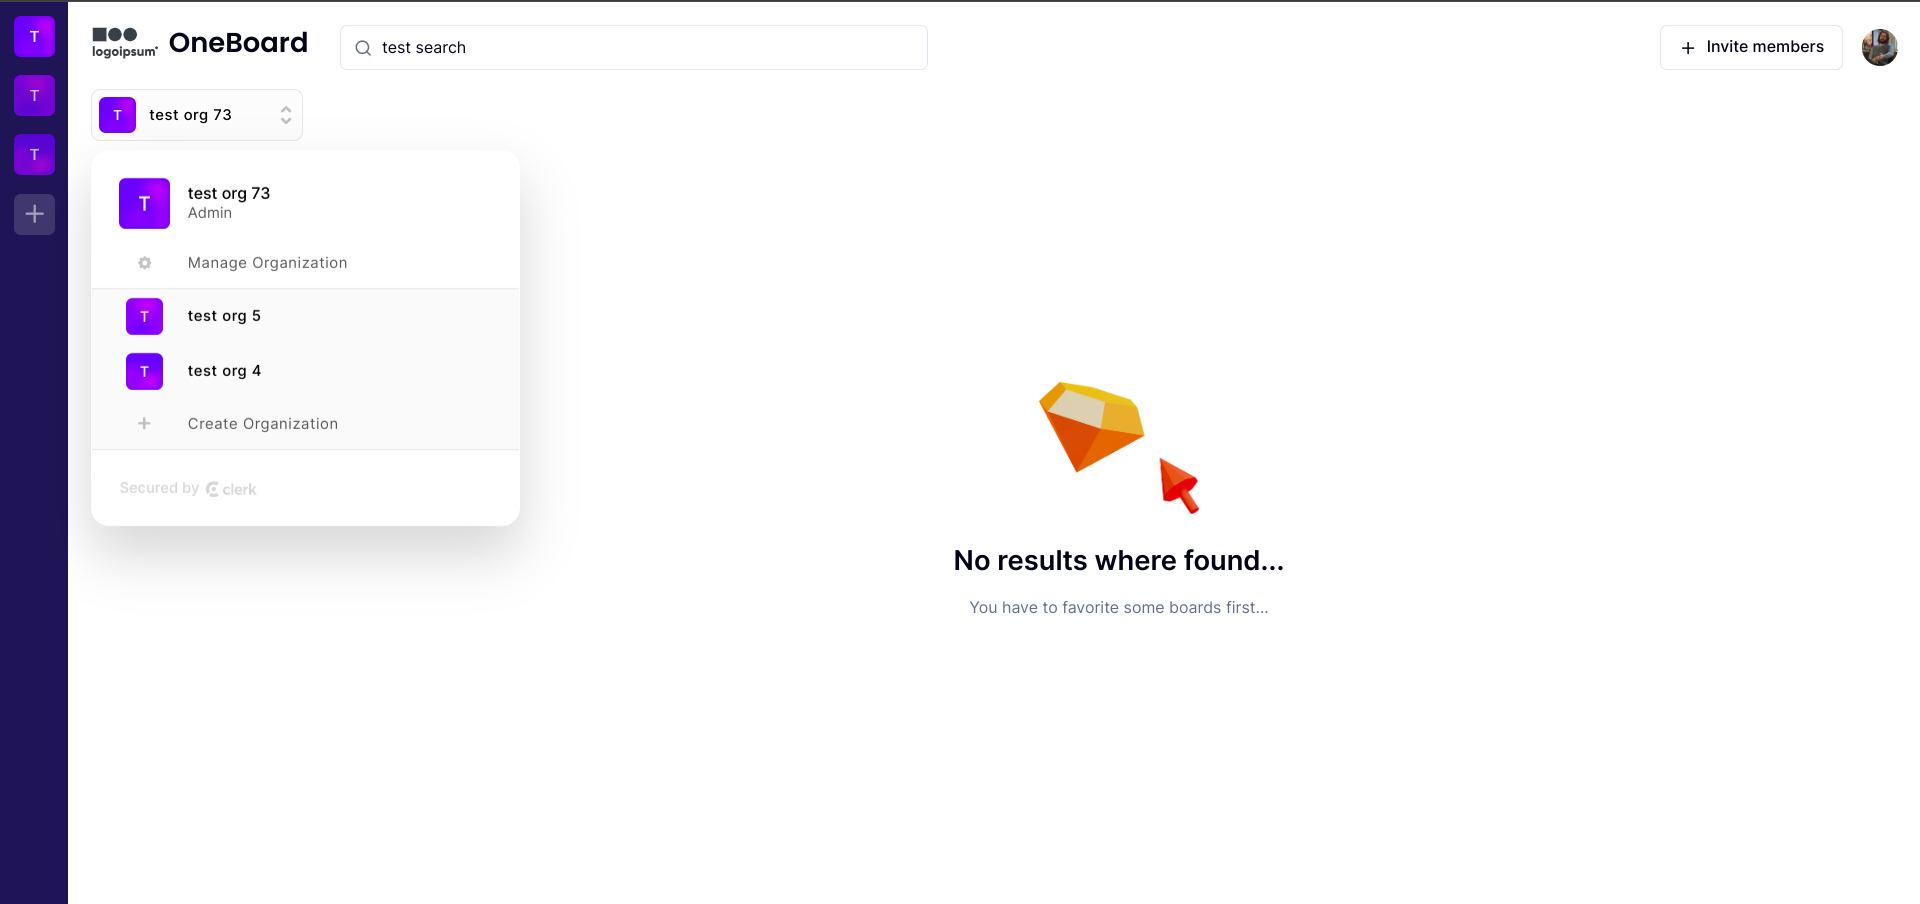 T
T
T
logoipsum
OneBoard
test search
Invite members
T test org 73
T test org 73
Admin
Manage Organization
T test org 5
T test org 4
Create Organization
Secured by clerk
No results where found...
You have to favorite some boards first...